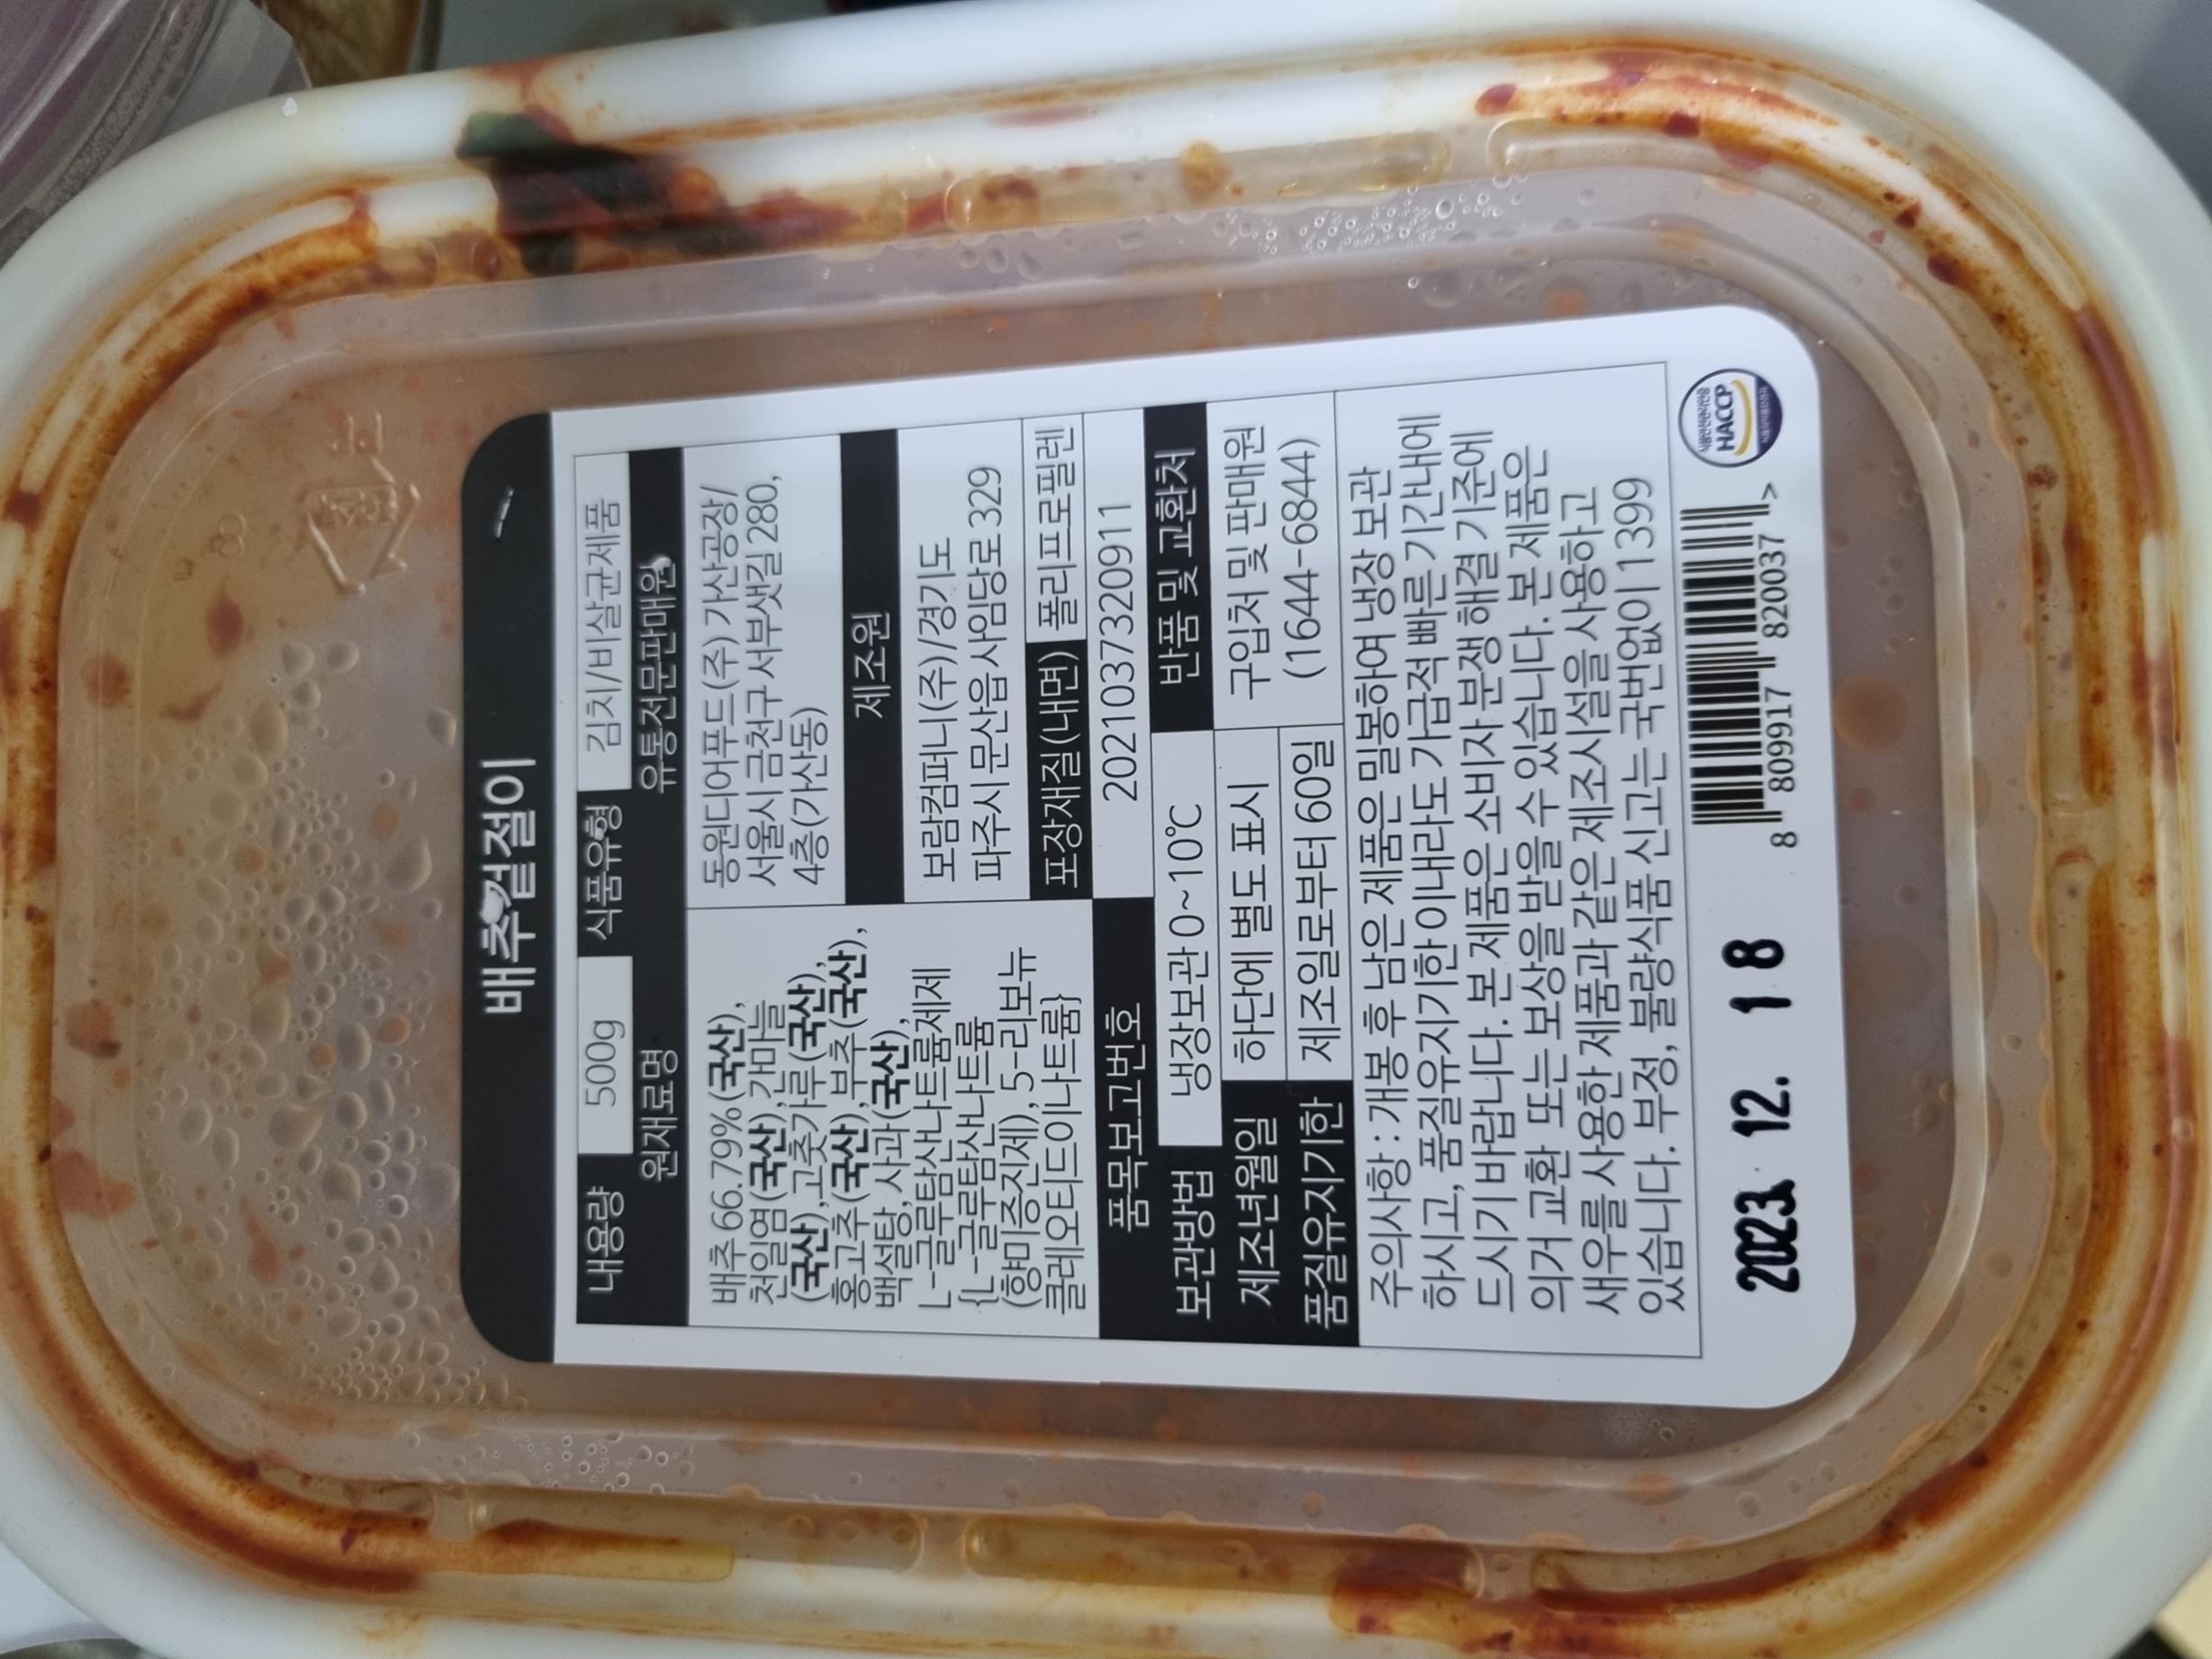 배추겉절이
내용량 500g 식품유형 김치/비살균제품
원재료명
배추 66.79%(국산),
천일염(국산),깐마늘
(국산),고춧가루(국산),
홍고추(국산),부추(국산),
백설탕, 사과(국산),
L-글루탐산나트륨제제
{L-글루탐산나트륨
(향미증진제), 5-리보뉴
클레오티드이나트륨}
유통전문판매원
동원디어푸드(주) 가산공장/
서울시 금천구 서부샛길 280,
4층(가산동)
제조원
보람컴퍼니(주)/경기도
파주시 문산읍 사임당로 329
포장재질(내면) 폴리프로필렌
품목보고번호 20210373209​11
보관방법 냉장보관 0~10℃
제조년월일 하단에 별도 표시
품질유지기한 제조일로부터 60일
반품 및 교환처
구입처 및 판매원
(1644-6844)
주의사항 : 개봉 후 남은 제품은 밀봉하여 냉장 보관
하시고, 품질유지기한 이내라도 가급적 빠른 기간내에
드시기 바랍니다. 본 제품은 소비자 분쟁 해결 기준에
의거 교환 또는 보상을 받을 수 있습니다. 본 제품은
새우를 사용한 제품과 같은 제조시설을 사용하고
있습니다. 부정, 불량식품 신고는 국번없이 1399
2023. 12. 18
8 809917 820037 >
HACCP